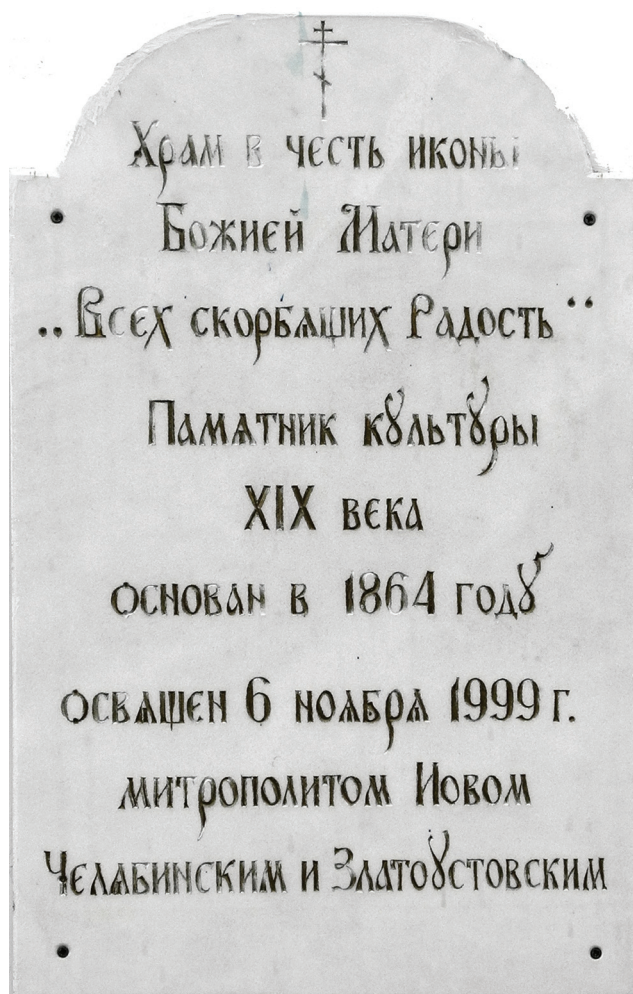 Храм в честь иконы
Божией Матери
„Всех скорбящих Радость“
Памятник культуры
XIX века
основан в 1864 году
освящен 6 ноября 1999 г.
митрополитом Иовом
Челябинским и Златоустовским